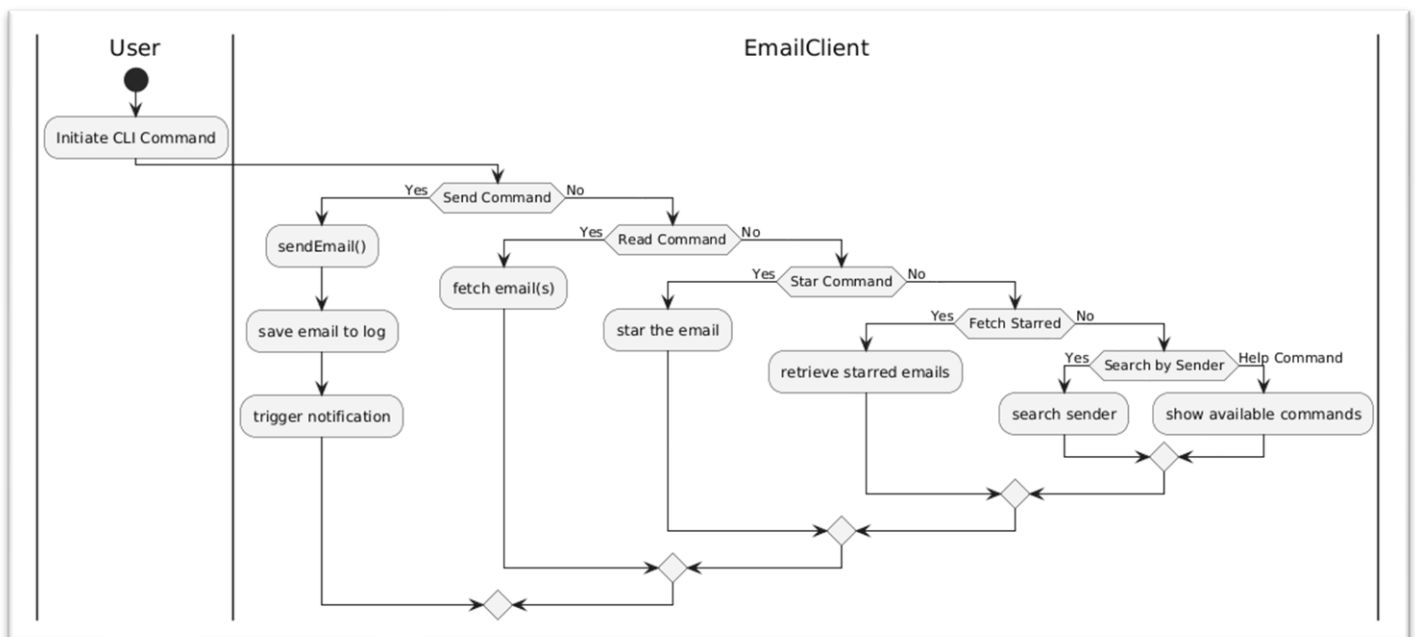 User
EmailClient
Initiate CLI Command
Yes
Send Command
No
sendEmail()
Yes
Read Command
No
fetch email(s)
Yes
Star Command
No
save email to log
star the email
Yes
Fetch Starred
No
retrieve starred emails
Yes
Search by Sender
Help Command
trigger notification
search sender
show available commands